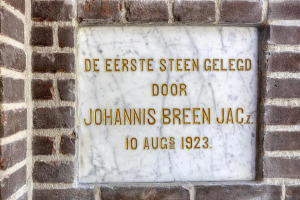 DE EERSTE STEEN GELEGD
DOOR
JOHANNIS BREEN JACZ.
10 AUGS 1923.